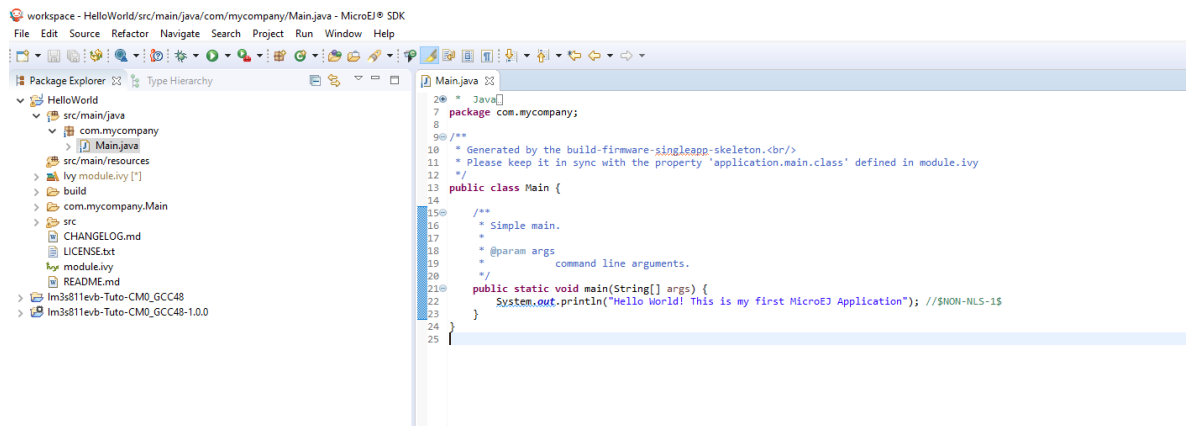 workspace - HelloWorld/src/main/java/com/mycompany/Main.java - MicroEJ® SDK
File Edit Source Refactor Navigate Search Project Run Window Help
Package Explorer Type Hierarchy
HelloWorld
src/main/java
com.mycompany
Main.java
src/main/resources
Ivy module.ivy [*]
build
com.mycompany.Main
src
CHANGELOG.md
LICENSE.txt
module.ivy
README.md
lm3s811evb-Tuto-CM0_GCC48
lm3s811evb-Tuto-CM0_GCC48-1.0.0
Main.java
2 * Java
7 package com.mycompany;
8
9 /**
10 * Generated by the build-firmware-singleapp-skeleton.<br/>
11 * Please keep it in sync with the property 'application.main.class' defined in module.ivy
12 */
13 public class Main {
14
15 /**
16 * Simple main.
17 *
18 * @param args
19 * command line arguments.
20 */
21 public static void main(String[] args) {
22 System.out.println("Hello World! This is my first MicroEJ Application"); //$NON-NLS-1$
23 }
24 }
25